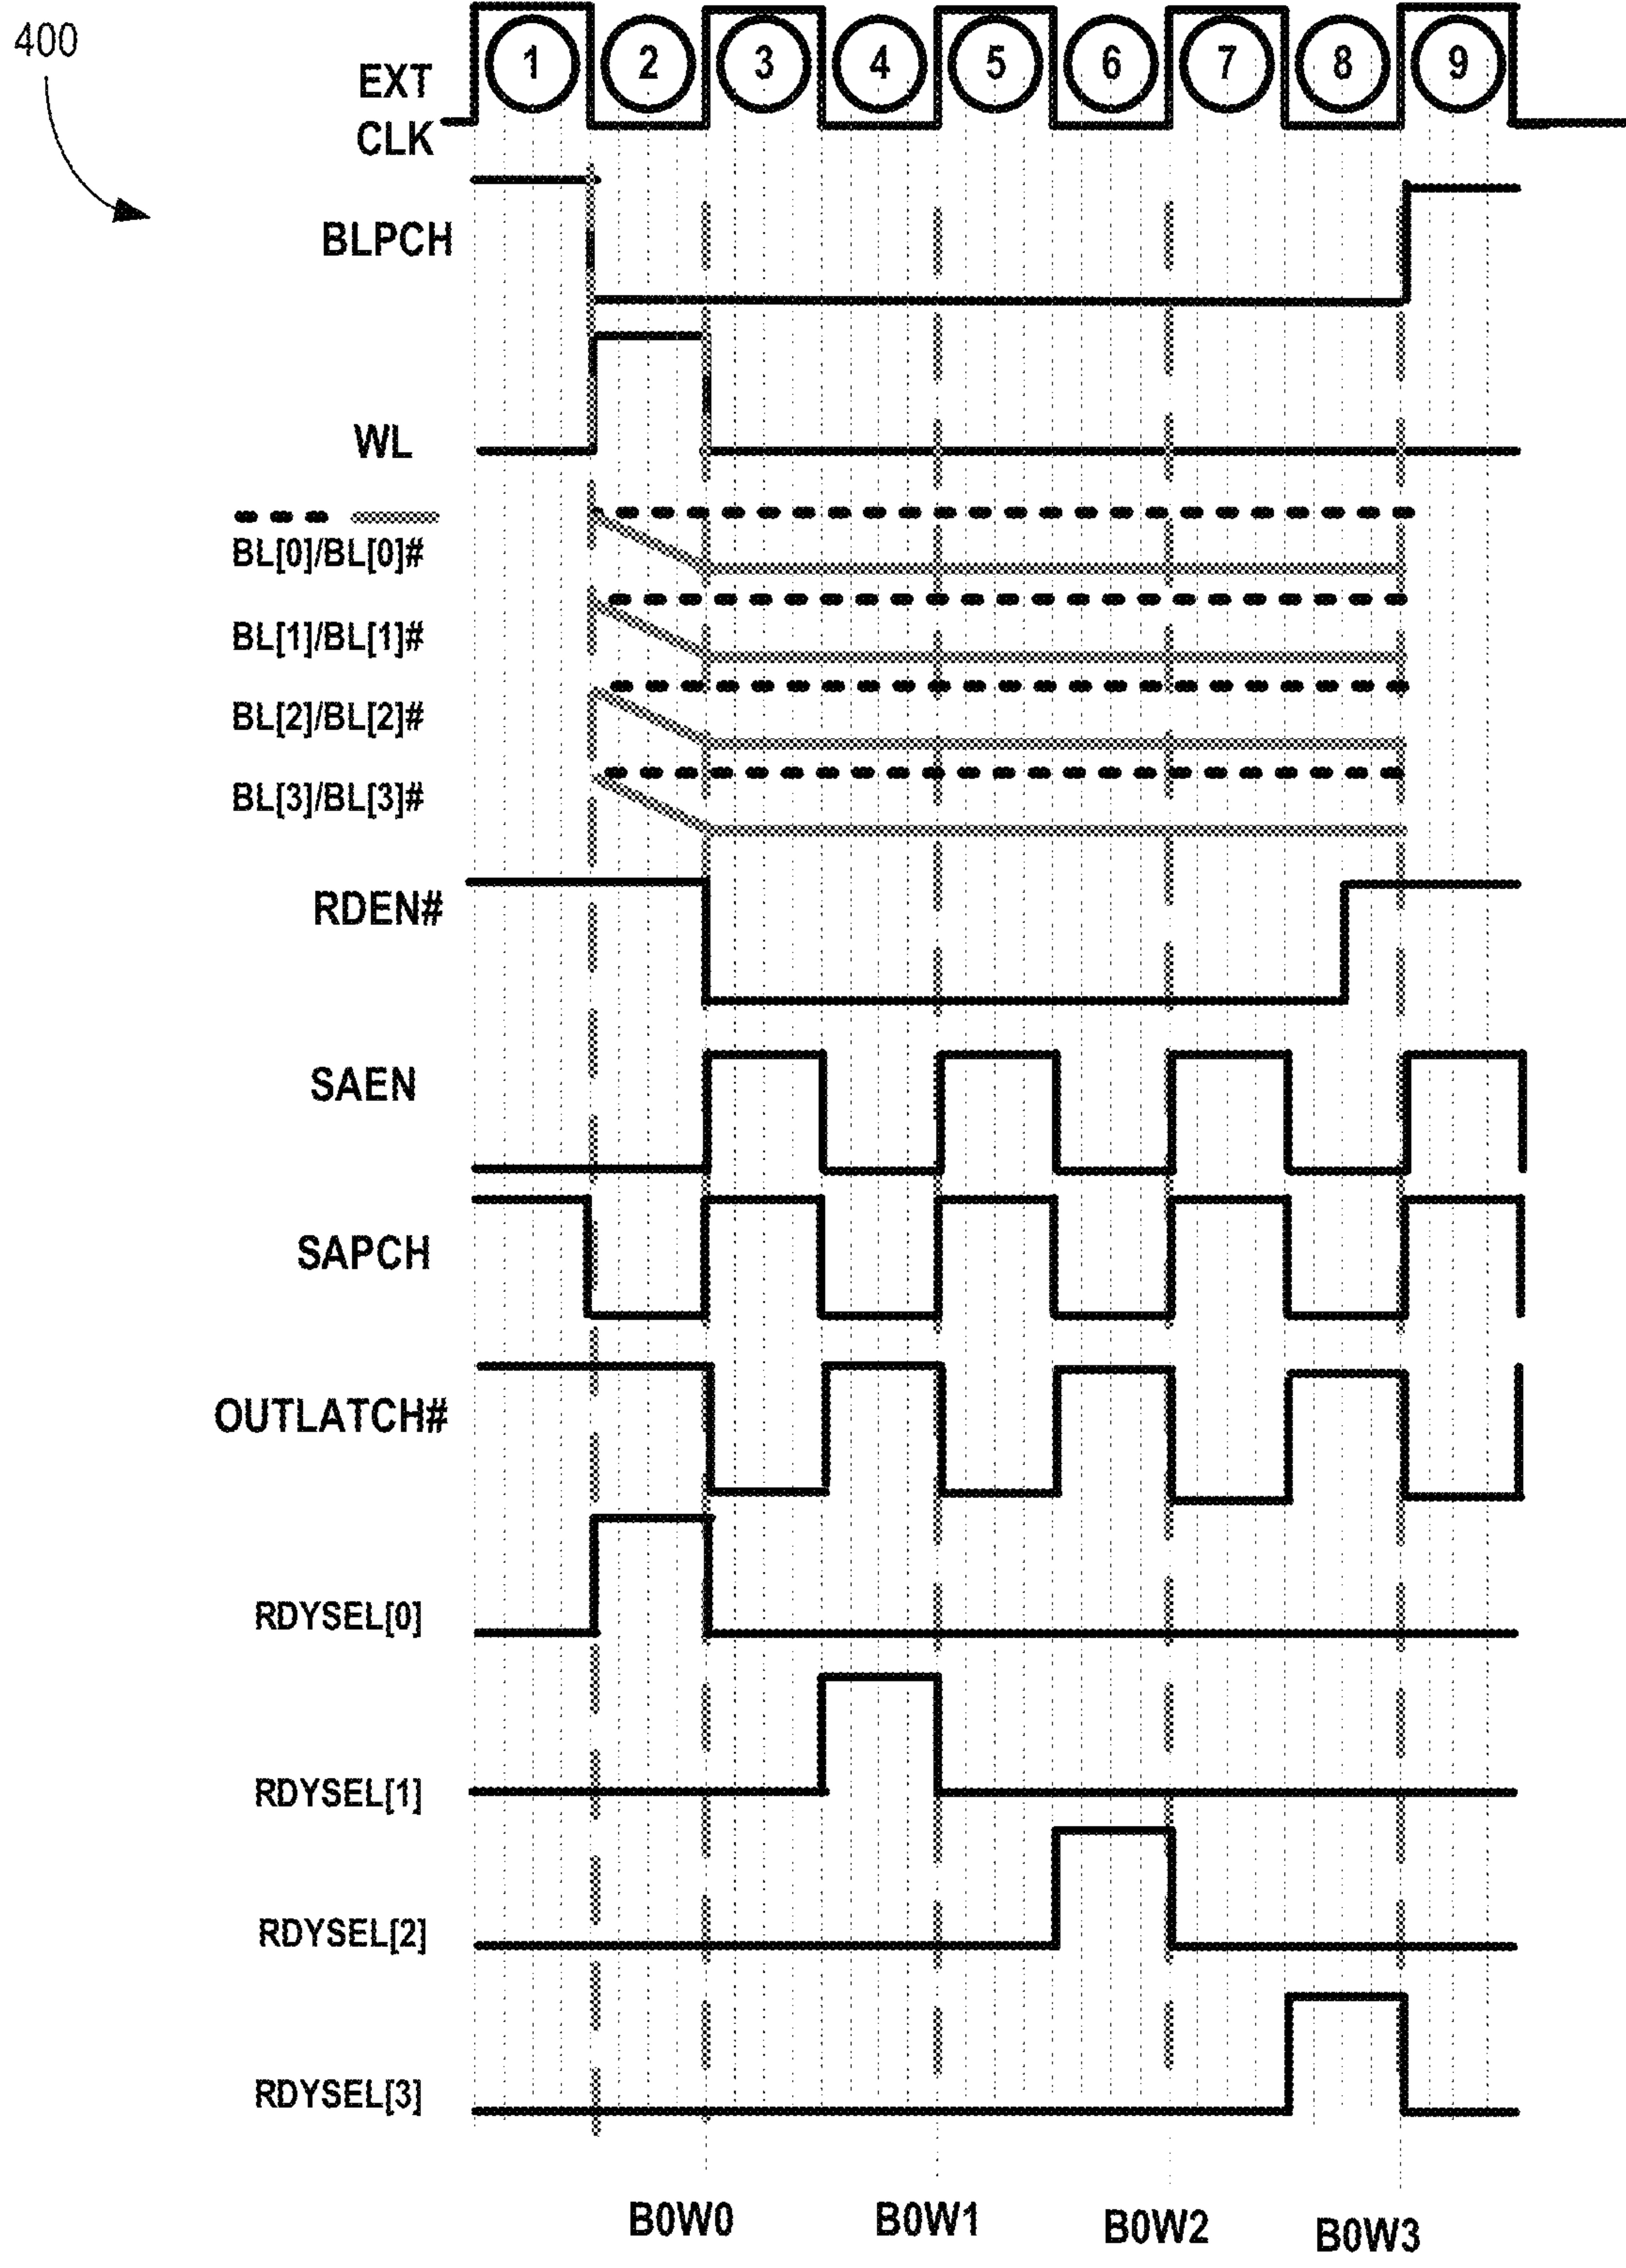 400
EXT
CLK
1 2 3 4 5 6 7 8 9
BLPCH
WL
BL[0]/BL[0]#
BL[1]/BL[1]#
BL[2]/BL[2]#
BL[3]/BL[3]#
RDEN#
SAEN
SAPCH
OUTLATCH#
RDYSEL[0]
RDYSEL[1]
RDYSEL[2]
RDYSEL[3]
B0W0 B0W1 B0W2 B0W3